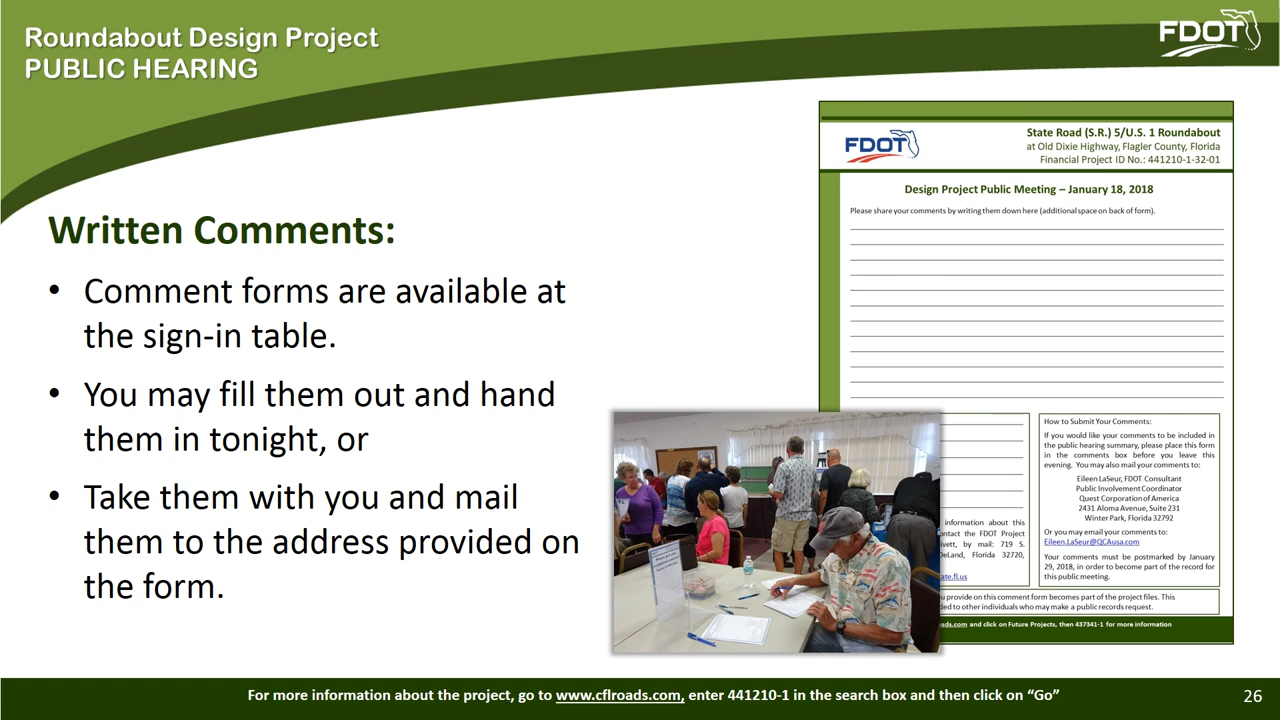 Roundabout Design Project
PUBLIC HEARING
FDOT
Written Comments:
• Comment forms are available at
the sign-in table.
• You may fill them out and hand
them in tonight, or
• Take them with you and mail
them to the address provided on
the form.
FDOT
State Road (S.R.) 5/U.S. 1 Roundabout
at Old Dixie Highway, Flagler County, Florida
Financial Project ID No.: 441210-1-32-01
Design Project Public Meeting – January 18, 2018
Please share your comments by writing them down here (additional space on back of form).
information about this
ntact the FDOT Project
vett, by mail: 719 S.
DeLand, Florida 32720,
ate.fl.us
How to Submit Your Comments:
If you would like your comments to be included in
the public hearing summary, please place this form
in the comments box before you leave this
evening. You may also mail your comments to:
Eileen LaSeur, FDOT Consultant
Public Involvement Coordinator
Quest Corporation of America
2431 Aloma Avenue, Suite 231
Winter Park, Florida 32792
Or you may email your comments to:
Eileen.LaSeur@QCAusa.com
Your comments must be postmarked by January
29, 2018, in order to become part of the record for
this public meeting.
u provide on this comment form becomes part of the project files. This
ded to other individuals who may make a public records request.
oads.com and click on Future Projects, then 437341-1 for more information
For more information about the project, go to www.cflroads.com, enter 441210-1 in the search box and then click on “Go”
26